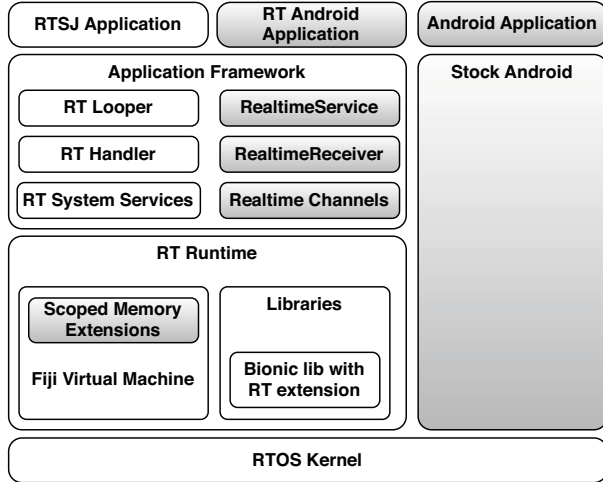 RTSJ Application
RT Android
Application
Android Application
Application Framework
RT Looper
RealtimeService
RT Handler
RealtimeReceiver
RT System Services
Realtime Channels
Stock Android
RT Runtime
Scoped Memory
Extensions
Fiji Virtual Machine
Libraries
Bionic lib with
RT extension
RTOS Kernel